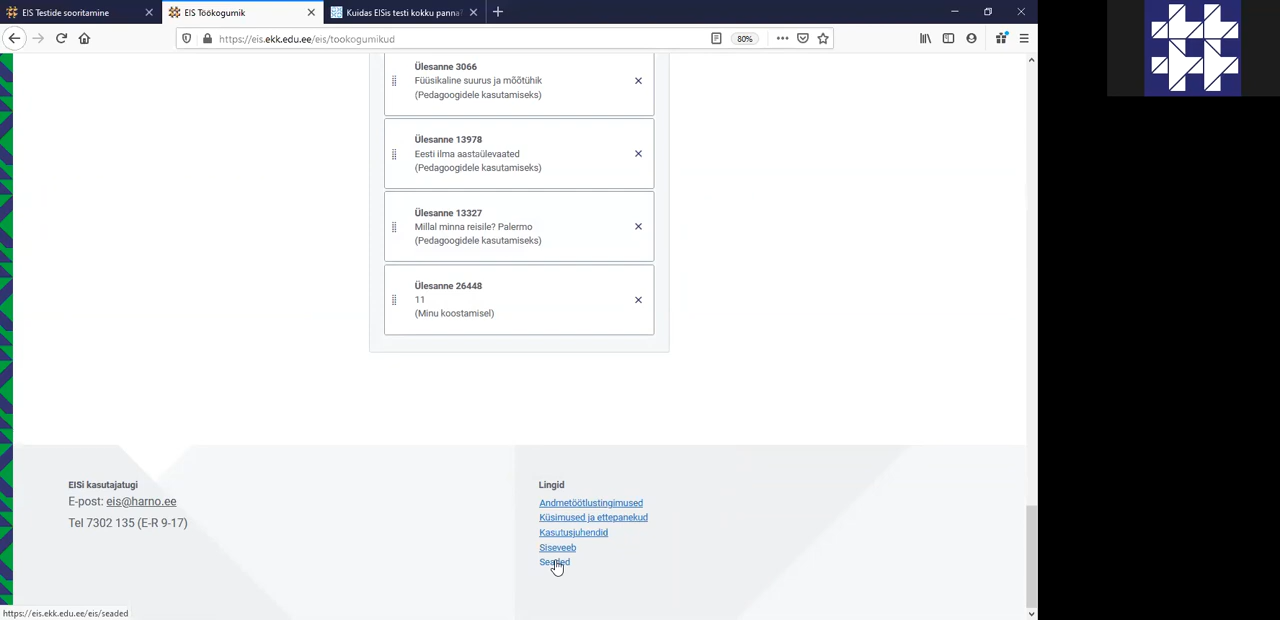 EIS Testide sooritamine
EIS Töökogumik
Kuidas EISis testi kokku panna?
https://eis.ekk.edu.ee/eis/tookogumikud
80%
Ülesanne 3066
Füüsikaline suurus ja mõõtühik
(Pedagoogidele kasutamiseks)
Ülesanne 13978
Eesti ilma aastaülevaated
(Pedagoogidele kasutamiseks)
Ülesanne 13327
Millal minna reisile? Palermo
(Pedagoogidele kasutamiseks)
Ülesanne 26448
11
(Minu koostamisel)
EISi kasutajatugi
E-post: eis@harno.ee
Tel 7302 135 (E-R 9-17)
Lingid
Andmetöötlustingimused
Küsimused ja ettepanekud
Kasutusjuhendid
Siseveeb
Seaded
https://eis.ekk.edu.ee/eis/seaded